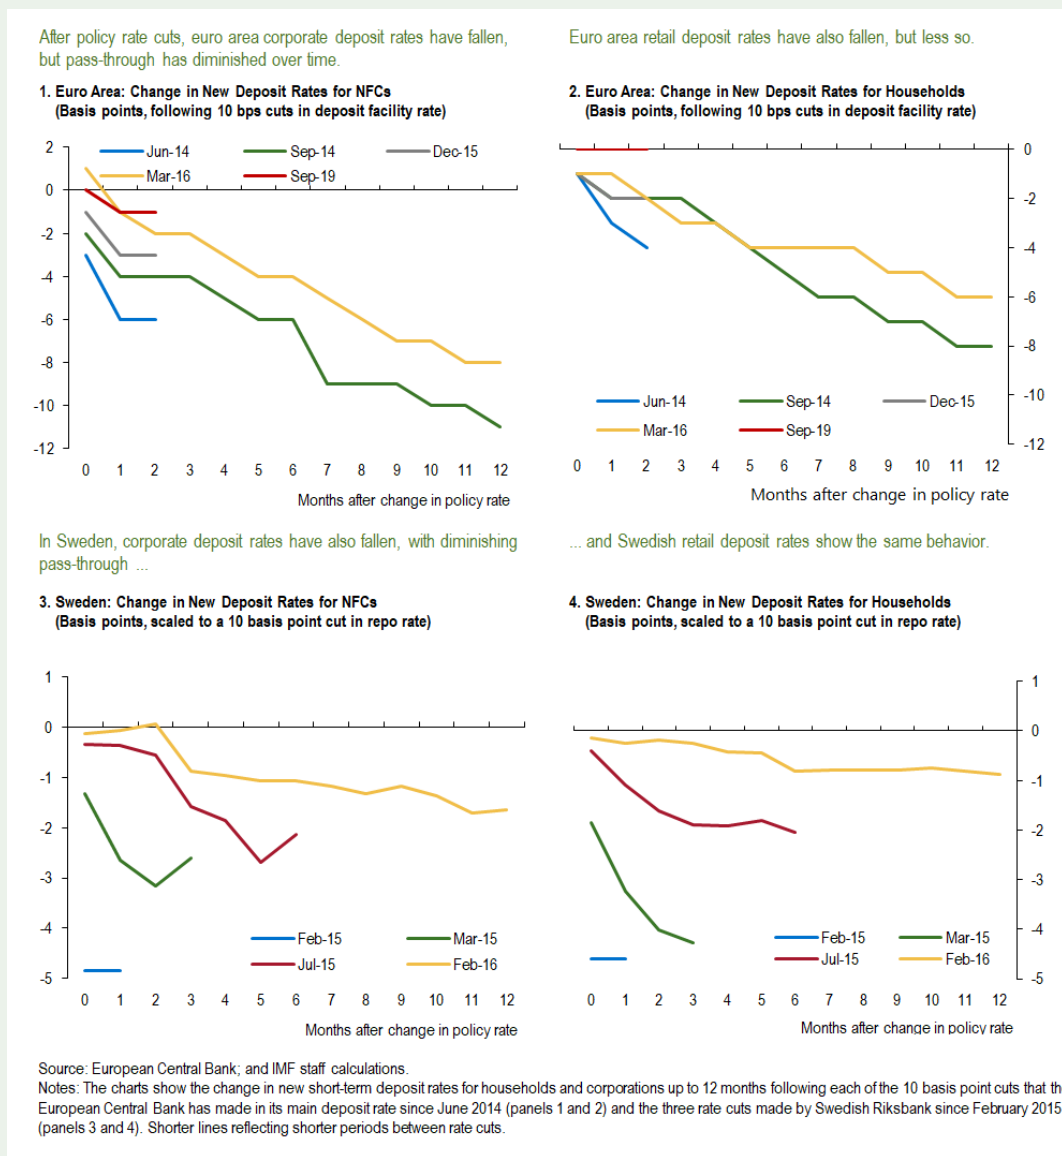 After policy rate cuts, euro area corporate deposit rates have fallen,
but pass-through has diminished over time.
Euro area retail deposit rates have also fallen, but less so.
1. Euro Area: Change in New Deposit Rates for NFCs
(Basis points, following 10 bps cuts in deposit facility rate)
2. Euro Area: Change in New Deposit Rates for Households
(Basis points, following 10 bps cuts in deposit facility rate)
2
0
-2
-4
-6
-8
-10
-12
Jun-14 Sep-14 Dec-15
Mar-16 Sep-19
0 1 2 3 4 5 6 7 8 9 10 11 12
Months after change in policy rate
0
-2
-4
-6
-8
-10
-12
Jun-14 Sep-14 Dec-15
Mar-16 Sep-19
0 1 2 3 4 5 6 7 8 9 10 11 12
Months after change in policy rate
In Sweden, corporate deposit rates have also fallen, with diminishing
pass-through ...
... and Swedish retail deposit rates show the same behavior.
3. Sweden: Change in New Deposit Rates for NFCs
(Basis points, scaled to a 10 basis point cut in repo rate)
4. Sweden: Change in New Deposit Rates for Households
(Basis points, scaled to a 10 basis point cut in repo rate)
1
0
-1
-2
-3
-4
-5
Feb-15 Mar-15
Jul-15 Feb-16
0 1 2 3 4 5 6 7 8 9 10 11 12
Months after change in policy rate
1
0
-1
-2
-3
-4
-5
Feb-15 Mar-15
Jul-15 Feb-16
0 1 2 3 4 5 6 7 8 9 10 11 12
Months after change in policy rate
Source: European Central Bank; and IMF staff calculations.
Notes: The charts show the change in new short-term deposit rates for households and corporations up to 12 months following each of the 10 basis point cuts that th
European Central Bank has made in its main deposit rate since June 2014 (panels 1 and 2) and the three rate cuts made by Swedish Riksbank since February 2015
(panels 3 and 4). Shorter lines reflecting shorter periods between rate cuts.